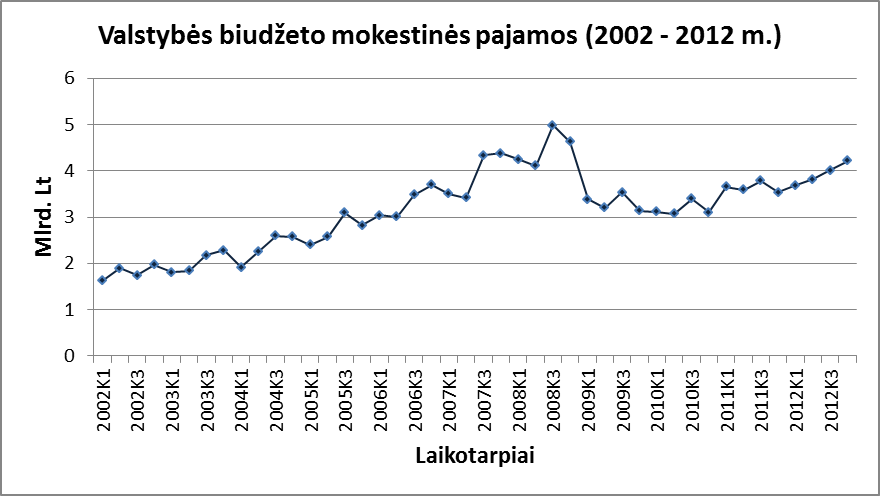 Valstybės biudžeto mokestinės pajamos (2002 - 2012 m.)
6
5
4
3
2
1
0
Mlrd. Lt
2002K1
2002K3
2003K1
2003K3
2004K1
2004K3
2005K1
2005K3
2006K1
2006K3
2007K1
2007K3
2008K1
2008K3
2009K1
2009K3
2010K1
2010K3
2011K1
2011K3
2012K1
2012K3
Laikotarpiai